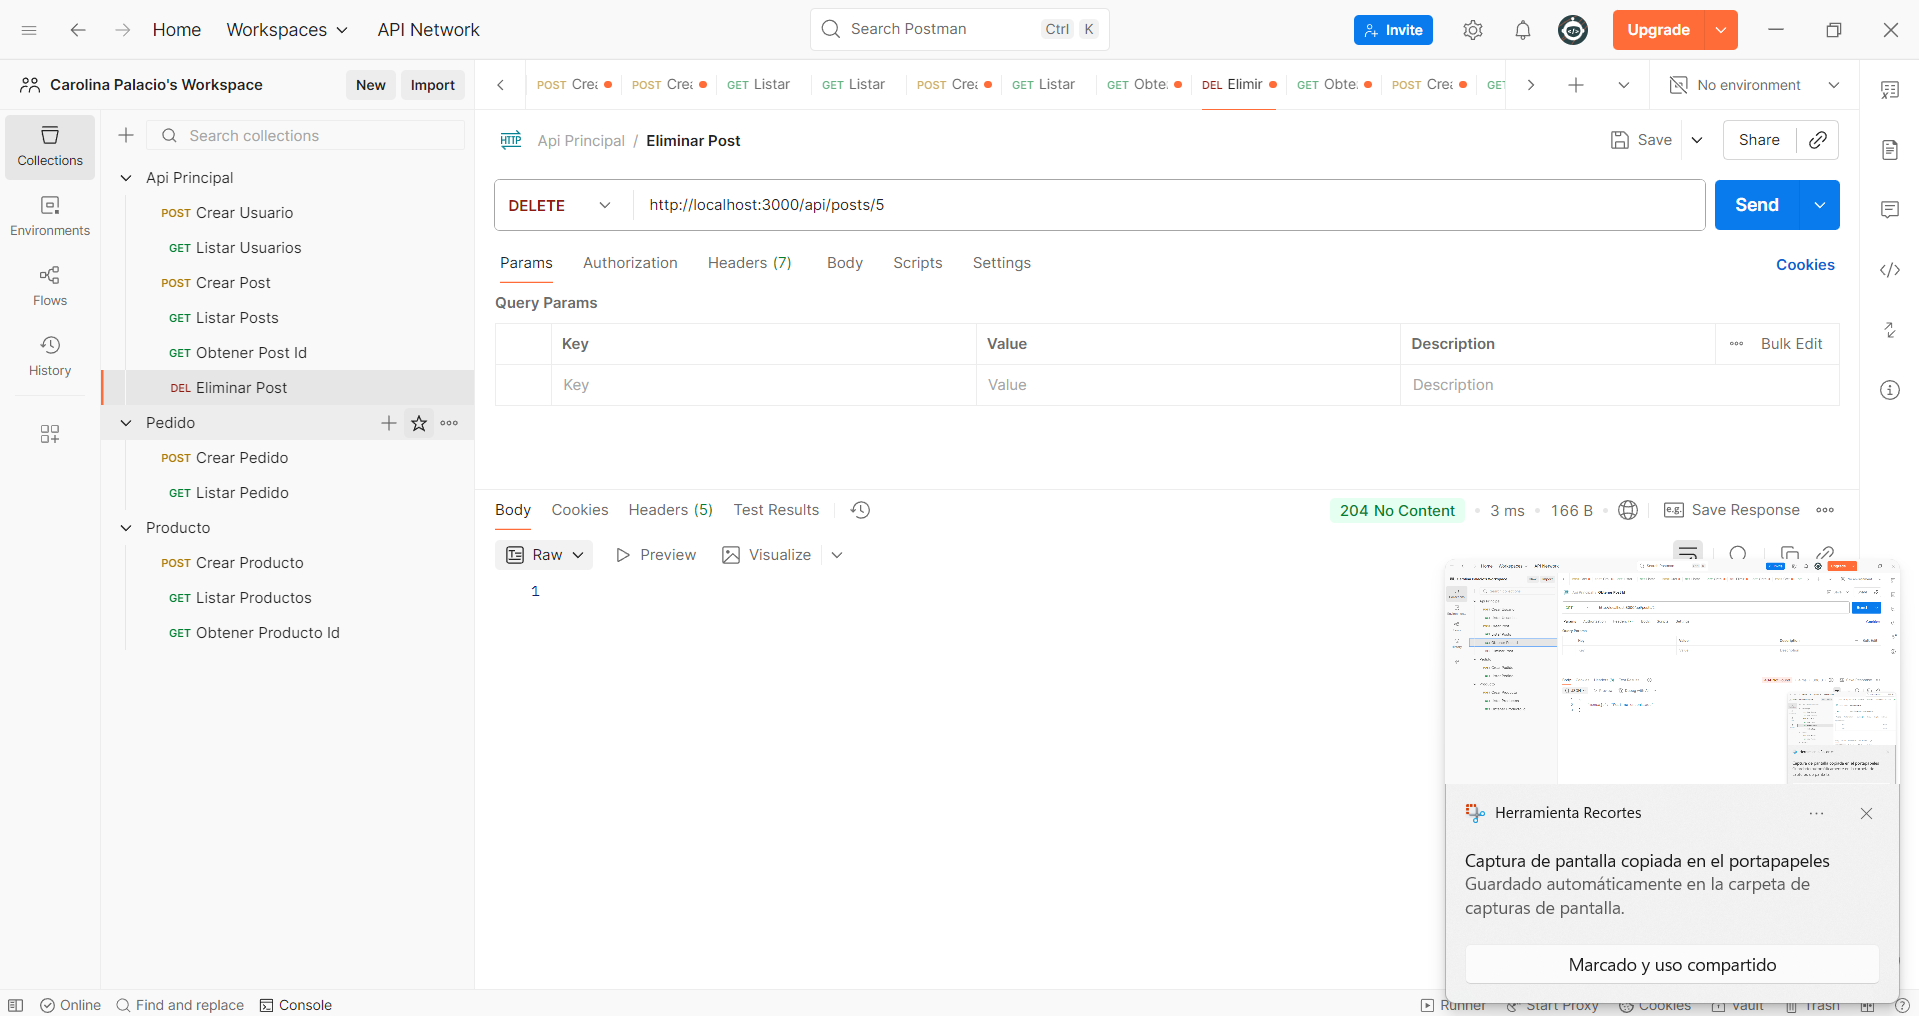 Home Workspaces API Network Search Postman Ctrl K Invite Upgrade
Carolina Palacio's Workspace New Import
POST Crea POST Crea GET Listar GET Listar POST Crea GET Listar GET Obte DEL Elimir GET Obte POST Crea GET No environment
Collections
Environments
Flows
History
Search collections
Api Principal
POST Crear Usuario
GET Listar Usuarios
POST Crear Post
GET Listar Posts
GET Obtener Post Id
DEL Eliminar Post
Pedido
POST Crear Pedido
GET Listar Pedido
Producto
POST Crear Producto
GET Listar Productos
GET Obtener Producto Id
HTTP Api Principal / Eliminar Post Save Share
DELETE http://localhost:3000/api/posts/5 Send
Params Authorization Headers (7) Body Scripts Settings Cookies
Query Params
Key Value Description Bulk Edit
Key Value Description
Body Cookies Headers (5) Test Results 204 No Content 3 ms 166 B e.g. Save Response
Raw Preview Visualize
1
Herramienta Recortes
Captura de pantalla copiada en el portapapeles
Guardado automáticamente en la carpeta de
capturas de pantalla.
Marcado y uso compartido
Online Find and replace Console Runner Start Proxy Cookies Vault Trash